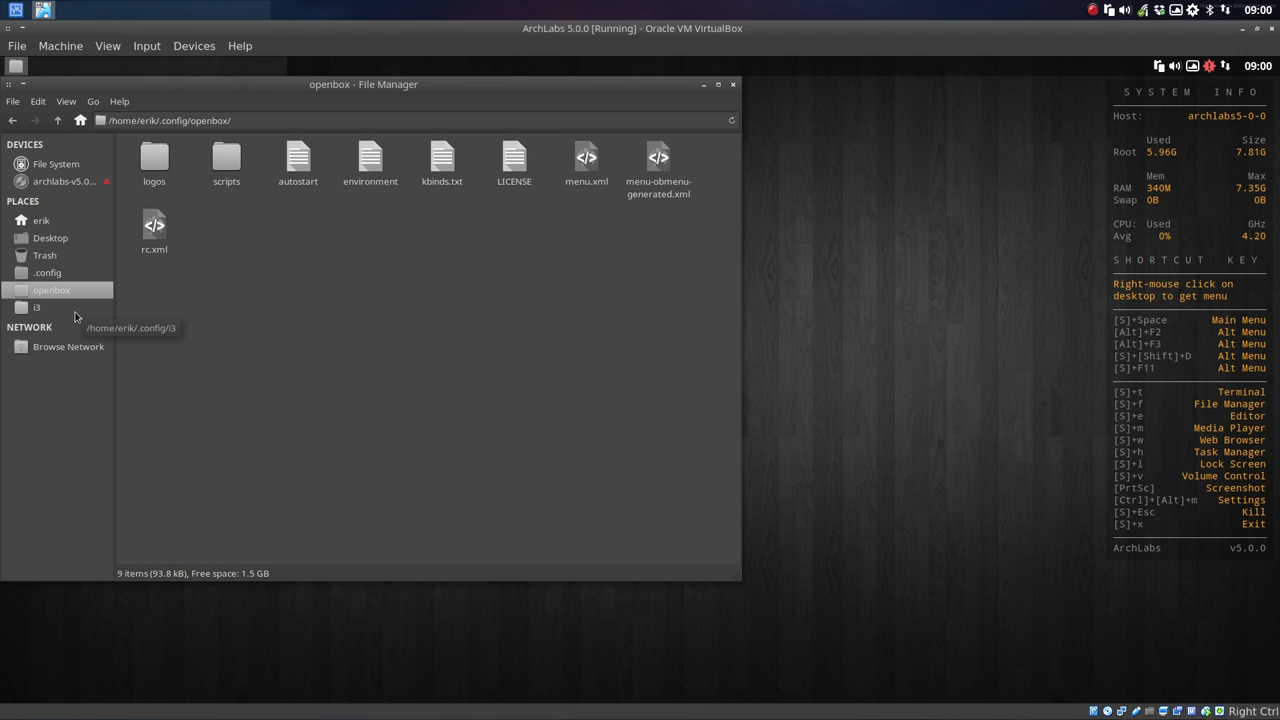 09:00
ArchLabs 5.0.0 [Running] - Oracle VM VirtualBox
File Machine View Input Devices Help
09:00
openbox - File Manager
File Edit View Go Help
/home/erik/.config/openbox/
DEVICES
File System
archlabs-v5.0...
PLACES
erik
Desktop
Trash
.config
openbox
i3
/home/erik/.config/i3
NETWORK
Browse Network
logos scripts autostart environment kbinds.txt LICENSE menu.xml menu-obmenu-
generated.xml
rc.xml
9 items (93.8 kB), Free space: 1.5 GB
SYSTEM INFO
Host: archlabs5-0-0
Used Size
Root 5.96G 7.81G
Mem Max
RAM 340M 7.35G
Swap 0B 0B
CPU: Used GHz
Avg 0% 4.20
SHORTCUT KEY
Right-mouse click on
desktop to get menu
[S]+Space Main Menu
[Alt]+F2 Alt Menu
[Alt]+F3 Alt Menu
[S]+[Shift]+D Alt Menu
[S]+F11 Alt Menu
[S]+t Terminal
[S]+f File Manager
[S]+e Editor
[S]+m Media Player
[S]+w Web Browser
[S]+h Task Manager
[S]+l Lock Screen
[S]+v Volume Control
[PrtSc] Screenshot
[Ctrl]+[Alt]+m Settings
[S]+Esc Kill
[S]+x Exit
ArchLabs v5.0.0
Right Ctrl